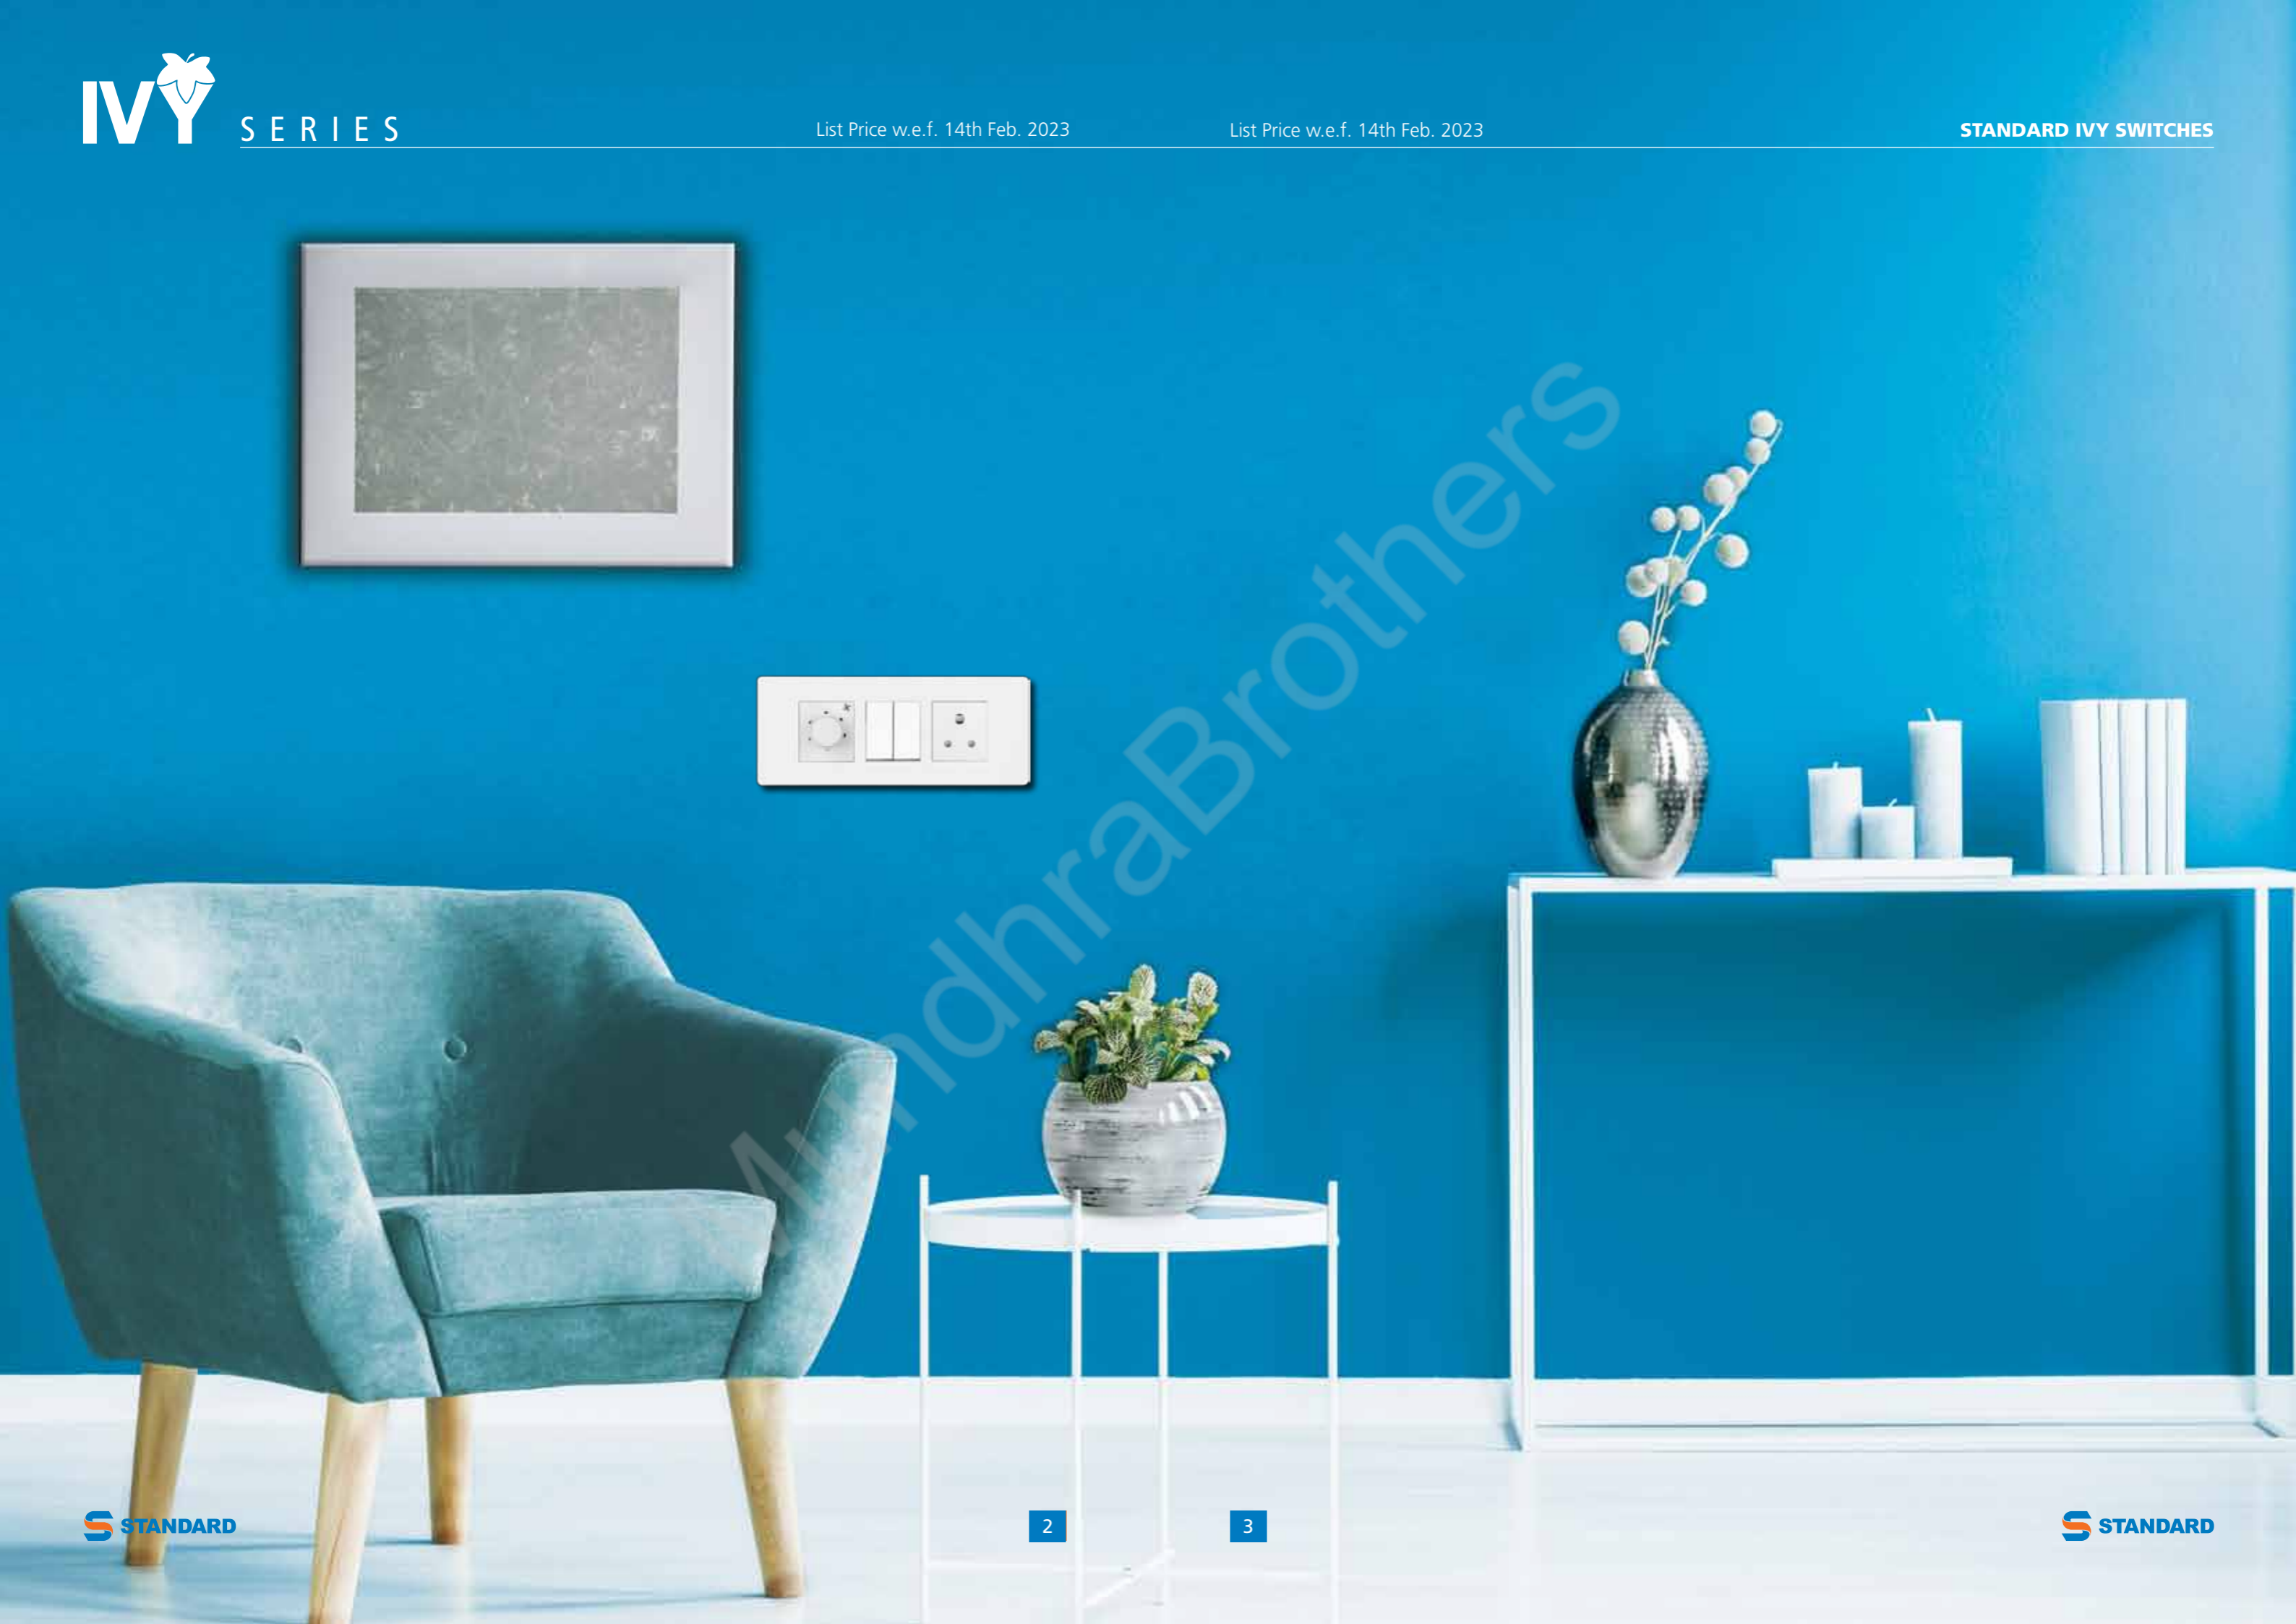 IVY SERIES
List Price w.e.f. 14th Feb. 2023
List Price w.e.f. 14th Feb. 2023
STANDARD IVY SWITCHES
MundhraBrothers
STANDARD
2
3
STANDARD